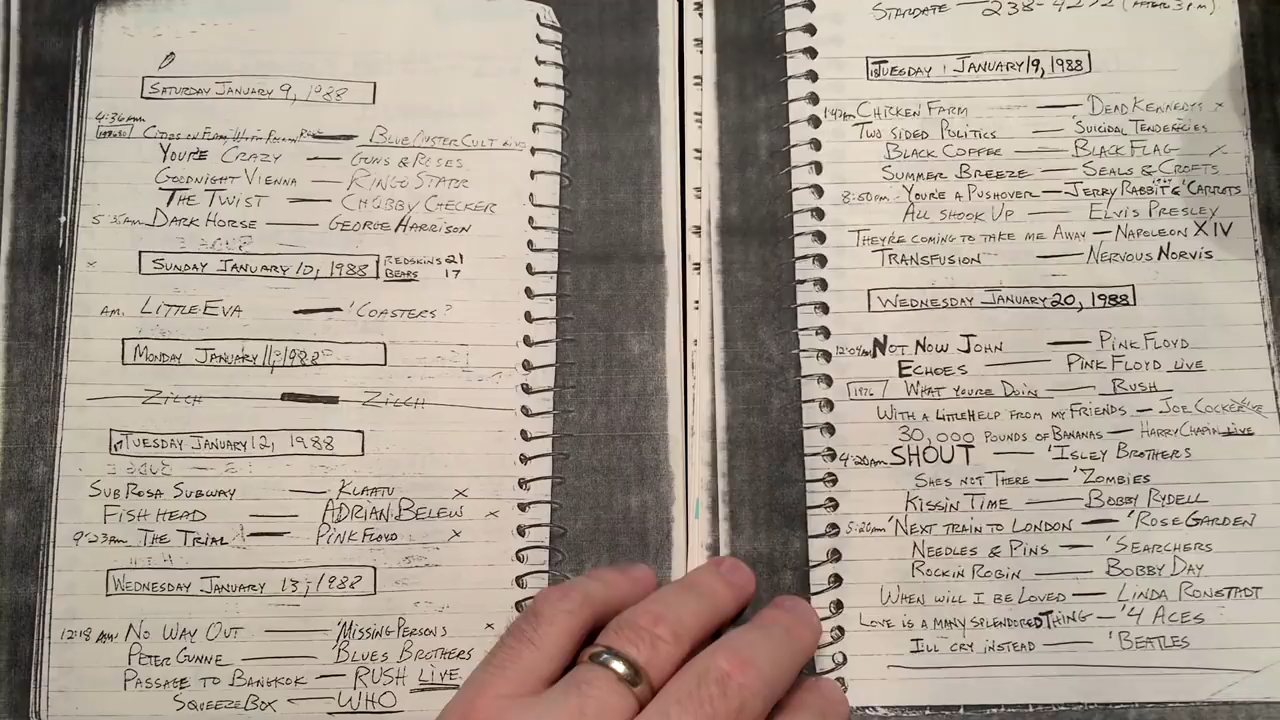 SATURDAY JANUARY 9, 1988
4:36am
CITIES ON FLAME WITH — BLUE OYSTER CULT LIVE
YOU'RE CRAZY — GUNS & ROSES
GOODNIGHT VIENNA — RINGO STARR
THE TWIST — CHUBBY CHECKER
5:35am DARK HORSE — GEORGE HARRISON
x SUNDAY JANUARY 10, 1988 REDSKINS 21
BEARS 17
AM. LITTLE EVA — 'COASTERS?
MONDAY JANUARY 11, 1988
ZILCH — ZILCH
TUESDAY JANUARY 12, 1988
SUB ROSA SUBWAY — KLAATU x
FISH HEAD — ADRIAN BELEW x
9:23am THE TRIAL — PINK FLOYD x
WEDNESDAY JANUARY 13, 1988
12:18 AM. NO WAY OUT — 'MISSING PERSONS x
PETER GUNNE — 'BLUES BROTHERS
PASSAGE TO BANGKOK — RUSH LIVE
SQUEEZE BOX — WHO
STARDATE — 238-4292 (AFTER 3PM)
TUESDAY, JANUARY 19, 1988
CHICKEN FARM — 'DEAD KENNEDYS x
TWO SIDED POLITICS — 'SUICIDAL TENDENCIES
BLACK COFFEE — BLACK FLAG x
SUMMER BREEZE — SEALS & CROFTS
8:50pm YOU'RE A PUSHOVER — JERRY RABBIT & 'CARROTS
ALL SHOOK UP — ELVIS PRESLEY
THEY'RE COMING TO TAKE ME AWAY — NAPOLEON XIV
TRANSFUSION — NERVOUS NORVIS
WEDNESDAY JANUARY 20, 1988
12:04AM NOT NOW JOHN — PINK FLOYD
ECHOES — PINK FLOYD LIVE
1976 WHAT YOU'RE DOIN — RUSH
WITH A LITTLE HELP FROM MY FRIENDS — JOE COCKER LIVE
30,000 POUNDS OF BANANAS — HARRY CHAPIN LIVE
4:20am SHOUT — 'ISLEY BROTHERS
SHES NOT THERE — 'ZOMBIES
KISSIN TIME — BOBBY RYDELL
5:20am 'NEXT TRAIN TO LONDON — 'ROSE GARDEN
NEEDLES & PINS — 'SEARCHERS
ROCKIN ROBIN — BOBBY DAY
WHEN WILL I BE LOVED — LINDA RONSTADT
LOVE IS A MANY SPLENDORED THING — '4 ACES
I'LL CRY INSTEAD — 'BEATLES